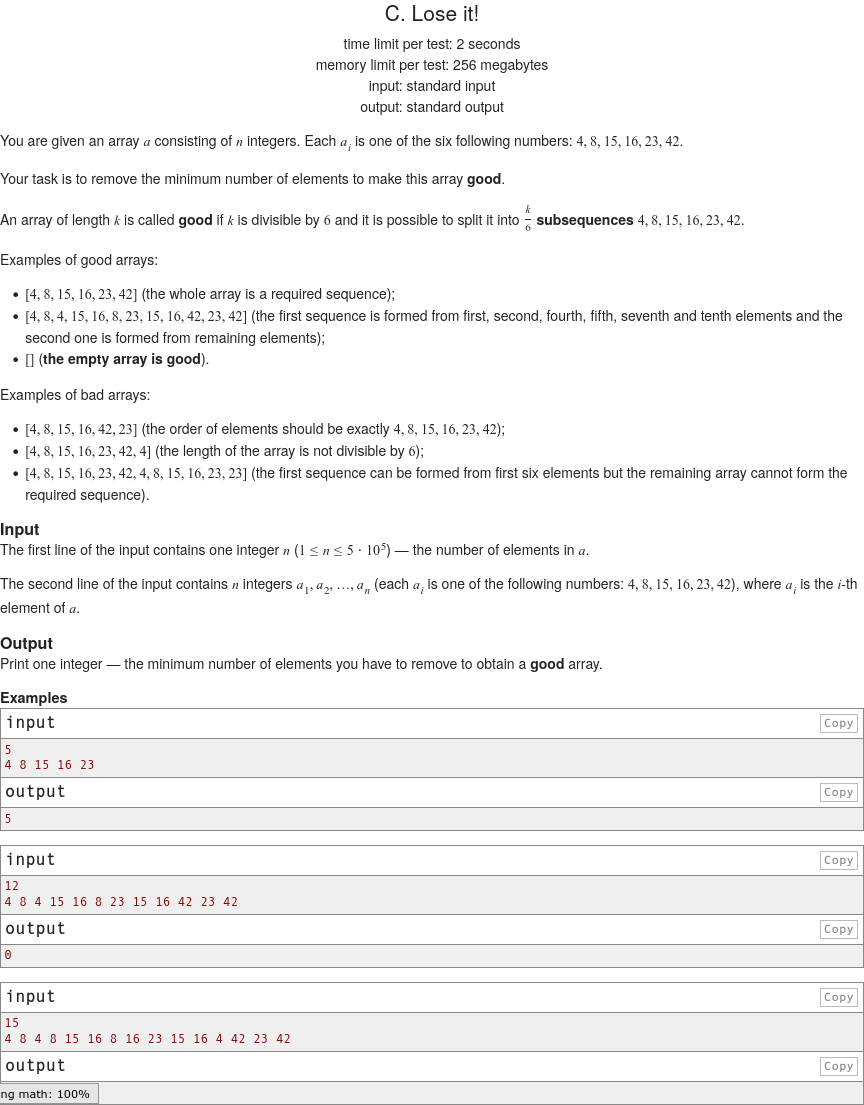 C. Lose it!
time limit per test: 2 seconds
memory limit per test: 256 megabytes
input: standard input
output: standard output
You are given an array a consisting of n integers. Each a_i is one of the six following numbers: 4, 8, 15, 16, 23, 42.
Your task is to remove the minimum number of elements to make this array good.
An array of length k is called good if k is divisible by 6 and it is possible to split it into k/6 subsequences 4, 8, 15, 16, 23, 42.
Examples of good arrays:
• [4, 8, 15, 16, 23, 42] (the whole array is a required sequence);
• [4, 8, 4, 15, 16, 8, 23, 15, 16, 42, 23, 42] (the first sequence is formed from first, second, fourth, fifth, seventh and tenth elements and the
second one is formed from remaining elements);
• [] (the empty array is good).
Examples of bad arrays:
• [4, 8, 15, 16, 42, 23] (the order of elements should be exactly 4, 8, 15, 16, 23, 42);
• [4, 8, 15, 16, 23, 42, 4] (the length of the array is not divisible by 6);
• [4, 8, 15, 16, 23, 42, 4, 8, 15, 16, 23, 23] (the first sequence can be formed from first six elements but the remaining array cannot form the
required sequence).
Input
The first line of the input contains one integer n (1 ≤ n ≤ 5 · 10^5) — the number of elements in a.
The second line of the input contains n integers a_1, a_2, …, a_n (each a_i is one of the following numbers: 4, 8, 15, 16, 23, 42), where a_i is the i-th
element of a.
Output
Print one integer — the minimum number of elements you have to remove to obtain a good array.
Examples
input Copy
5
4 8 15 16 23
output Copy
5
input Copy
12
4 8 4 15 16 8 23 15 16 42 23 42
output Copy
0
input Copy
15
4 8 4 8 15 16 8 16 23 15 16 4 42 23 42
output Copy
ng math: 100%